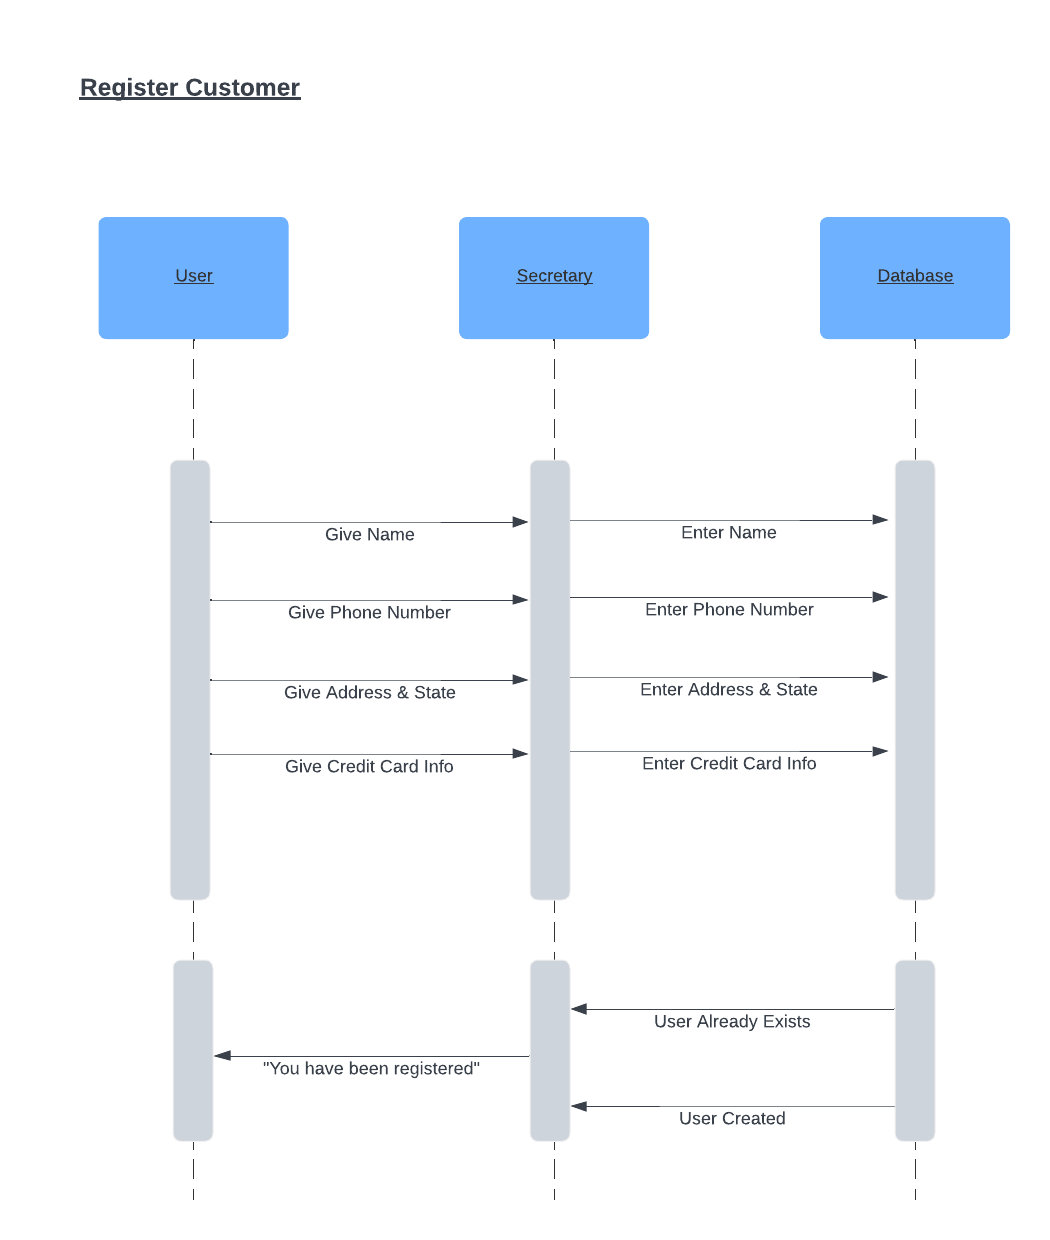 Register Customer
User
Secretary
Database
Give Name
Enter Name
Give Phone Number
Enter Phone Number
Give Address & State
Enter Address & State
Give Credit Card Info
Enter Credit Card Info
User Already Exists
"You have been registered"
User Created